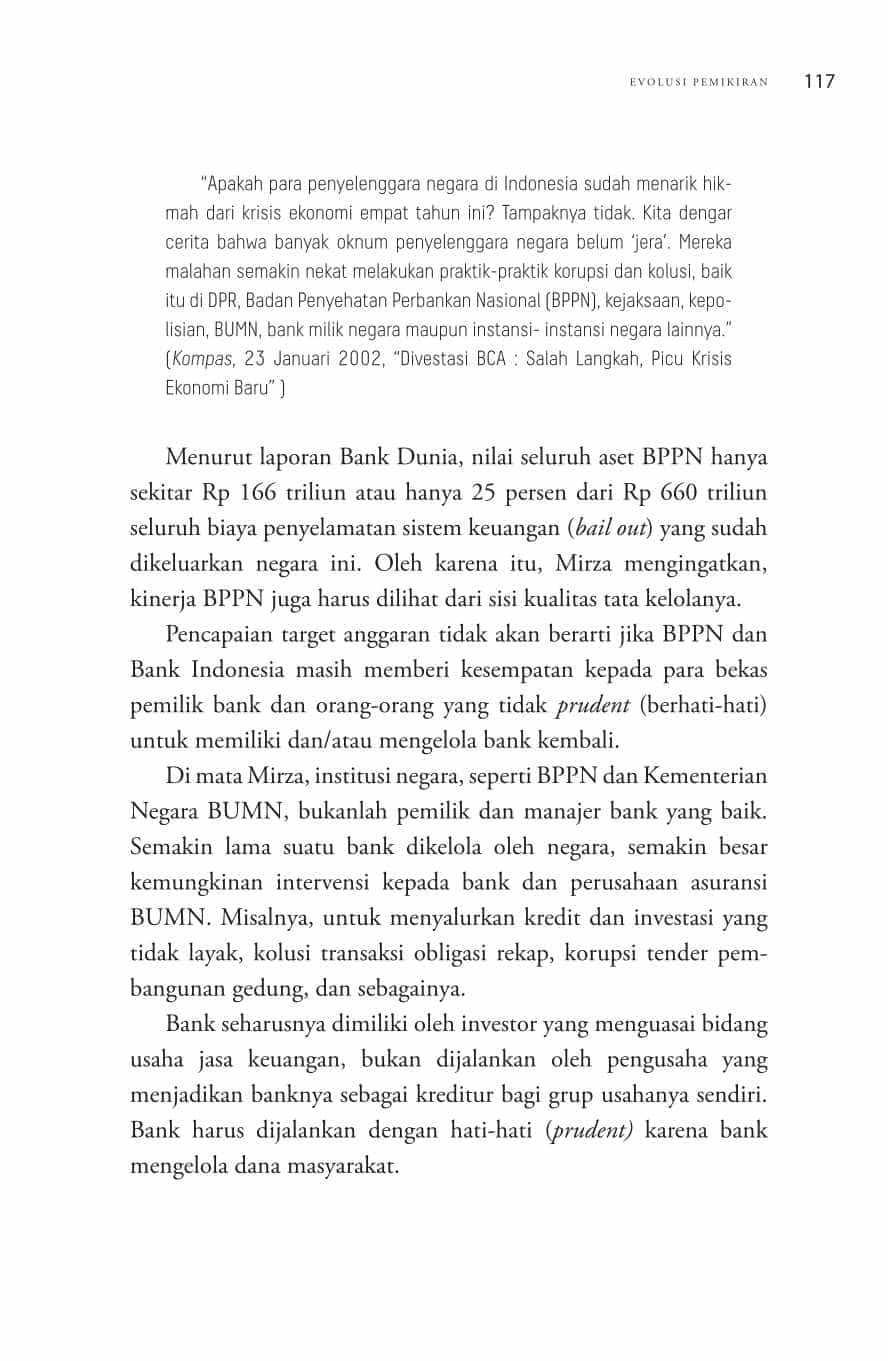 EVOLUSI PEMIKIRAN 117
“Apakah para penyelenggara negara di Indonesia sudah menarik hik-
mah dari krisis ekonomi empat tahun ini? Tampaknya tidak. Kita dengar
cerita bahwa banyak oknum penyelenggara negara belum ‘jera’. Mereka
malahan semakin nekat melakukan praktik-praktik korupsi dan kolusi, baik
itu di DPR, Badan Penyehatan Perbankan Nasional (BPPN), kejaksaan, kepo-
lisian, BUMN, bank milik negara maupun instansi- instansi negara lainnya.”
(Kompas, 23 Januari 2002, “Divestasi BCA : Salah Langkah, Picu Krisis
Ekonomi Baru” )
Menurut laporan Bank Dunia, nilai seluruh aset BPPN hanya
sekitar Rp 166 triliun atau hanya 25 persen dari Rp 660 triliun
seluruh biaya penyelamatan sistem keuangan (bail out) yang sudah
dikeluarkan negara ini. Oleh karena itu, Mirza mengingatkan,
kinerja BPPN juga harus dilihat dari sisi kualitas tata kelolanya.
Pencapaian target anggaran tidak akan berarti jika BPPN dan
Bank Indonesia masih memberi kesempatan kepada para bekas
pemilik bank dan orang-orang yang tidak prudent (berhati-hati)
untuk memiliki dan/atau mengelola bank kembali.
Di mata Mirza, institusi negara, seperti BPPN dan Kementerian
Negara BUMN, bukanlah pemilik dan manajer bank yang baik.
Semakin lama suatu bank dikelola oleh negara, semakin besar
kemungkinan intervensi kepada bank dan perusahaan asuransi
BUMN. Misalnya, untuk menyalurkan kredit dan investasi yang
tidak layak, kolusi transaksi obligasi rekap, korupsi tender pem-
bangunan gedung, dan sebagainya.
Bank seharusnya dimiliki oleh investor yang menguasai bidang
usaha jasa keuangan, bukan dijalankan oleh pengusaha yang
menjadikan banknya sebagai kreditur bagi grup usahanya sendiri.
Bank harus dijalankan dengan hati-hati (prudent) karena bank
mengelola dana masyarakat.